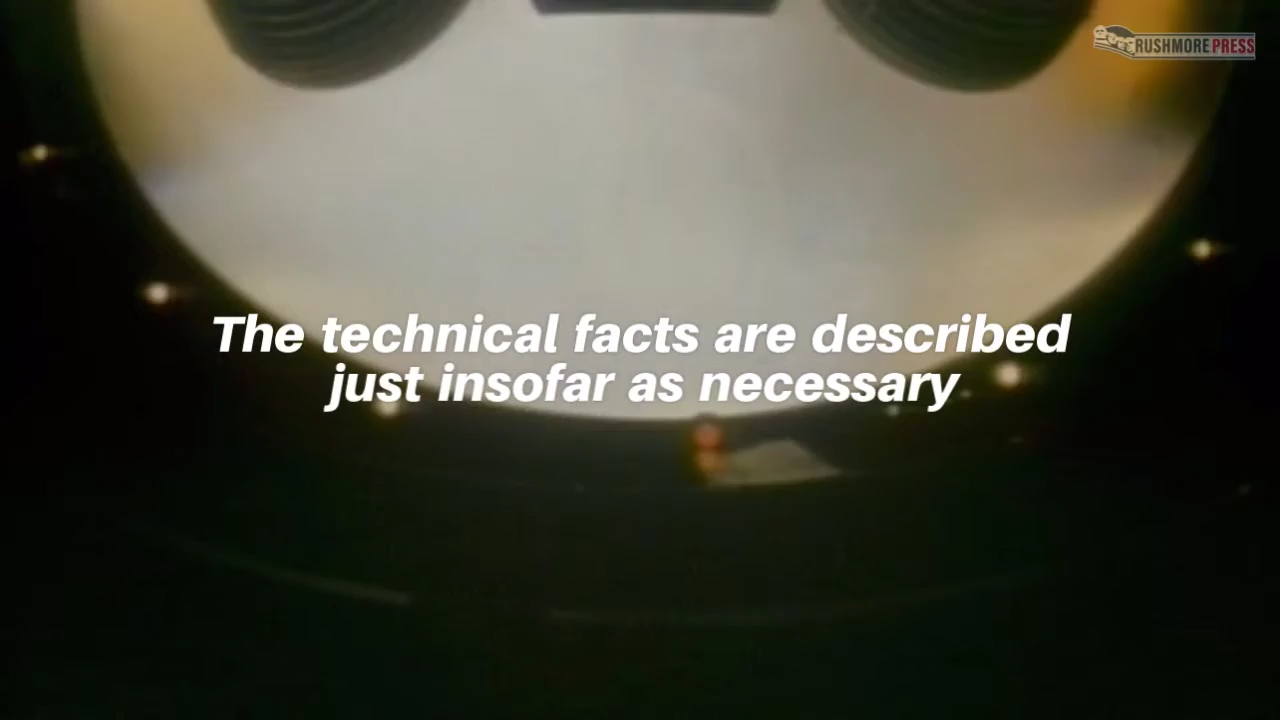 RUSHMORE PRESS
The technical facts are described
just insofar as necessary